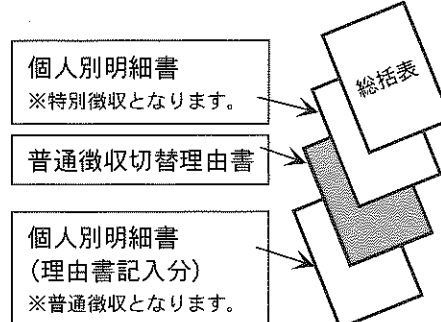 総括表
個人別明細書
※特別徴収となります。
普通徴収切替理由書
個人別明細書
(理由書記入分)
※普通徴収となります。